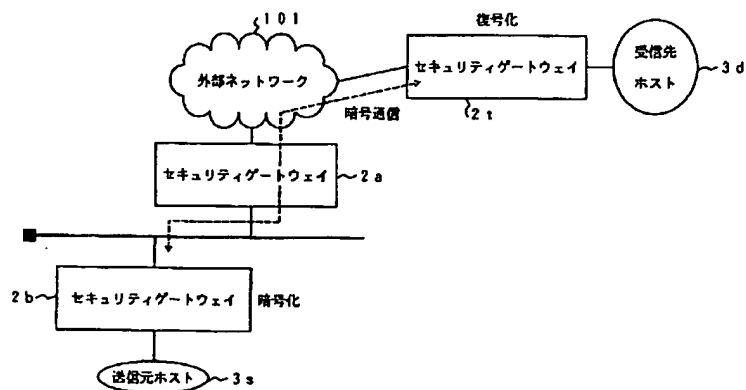 101
復号化
外部ネットワーク
セキュリティゲートウェイ
受信先
ホスト
3d
暗号通信
2t
セキュリティゲートウェイ
2a
2b
セキュリティゲートウェイ
暗号化
送信元ホスト
3s